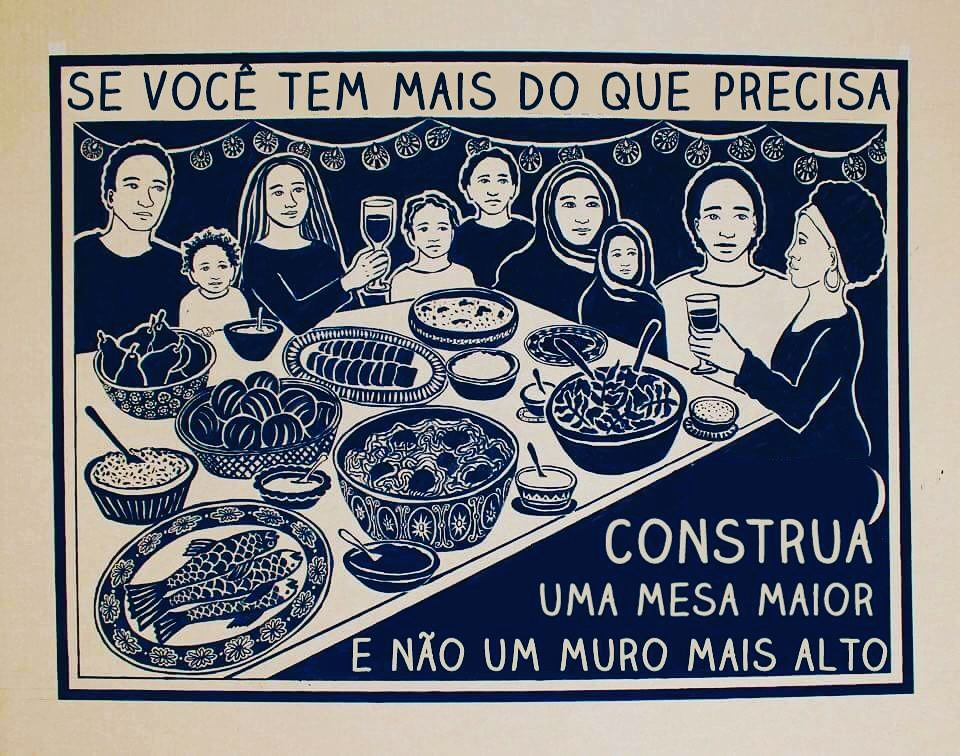 SE VOCÊ TEM MAIS DO QUE PRECISA
CONSTRUA
UMA MESA MAIOR
E NÃO UM MURO MAIS ALTO